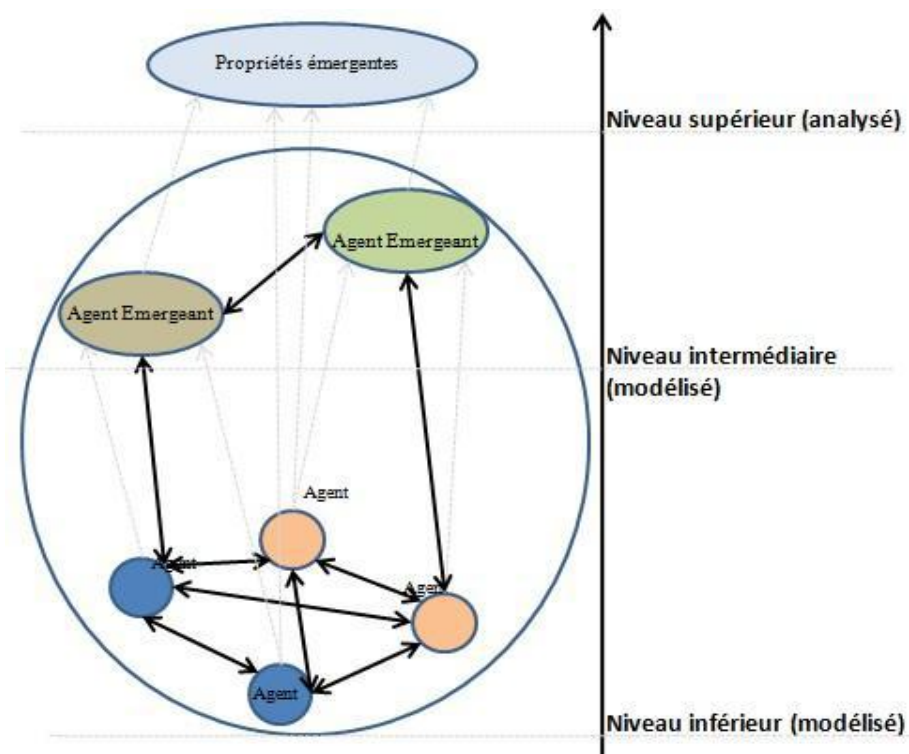 Propriétés émergentes
Niveau supérieur (analysé)
Agent Emergeant
Agent Emergeant
Niveau intermédiaire
(modélisé)
Agent
Agent
Agent
Agent
Niveau inférieur (modélisé)